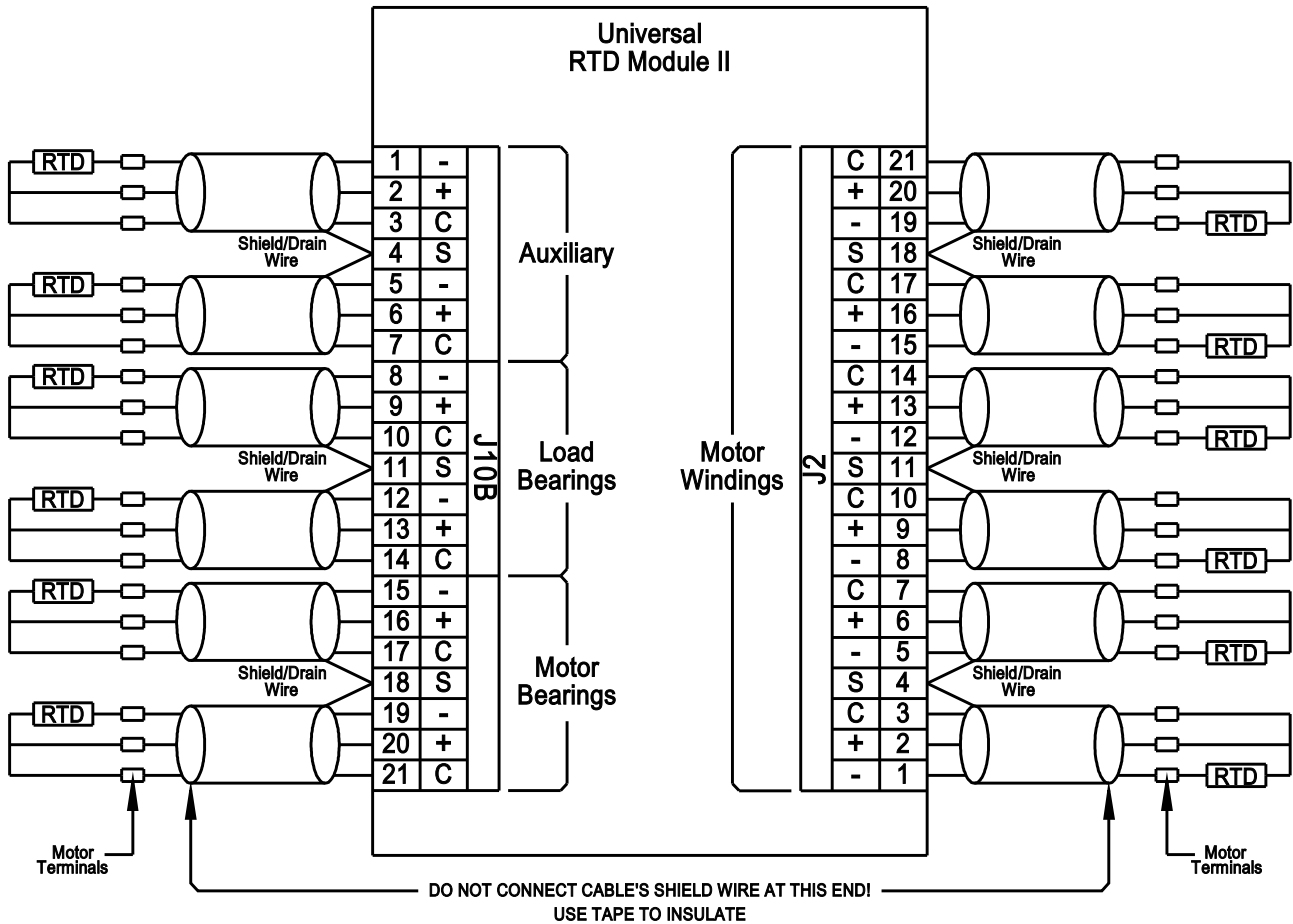 Universal
RTD Module II
RTD 1 - C 21
2 + + 20
3 C - 19 RTD
Shield/Drain
Wire
4 S Auxiliary S 18
Shield/Drain
Wire
RTD 5 - C 17
6 + + 16
7 C - 15 RTD
RTD 8 - C 14
9 + + 13
10 C - 12 RTD
Shield/Drain
Wire
11 S S 11
Shield/Drain
Wire
J10B
Load
Bearings
Motor
Windings
J2
RTD 12 - C 10
13 + + 9
14 C - 8 RTD
RTD 15 - C 7
16 + + 6
17 C - 5 RTD
Shield/Drain
Wire
18 S S 4
Shield/Drain
Wire
Motor
Bearings
RTD 19 - C 3
20 + + 2
21 C - 1 RTD
Motor
Terminals
Motor
Terminals
DO NOT CONNECT CABLE'S SHIELD WIRE AT THIS END!
USE TAPE TO INSULATE